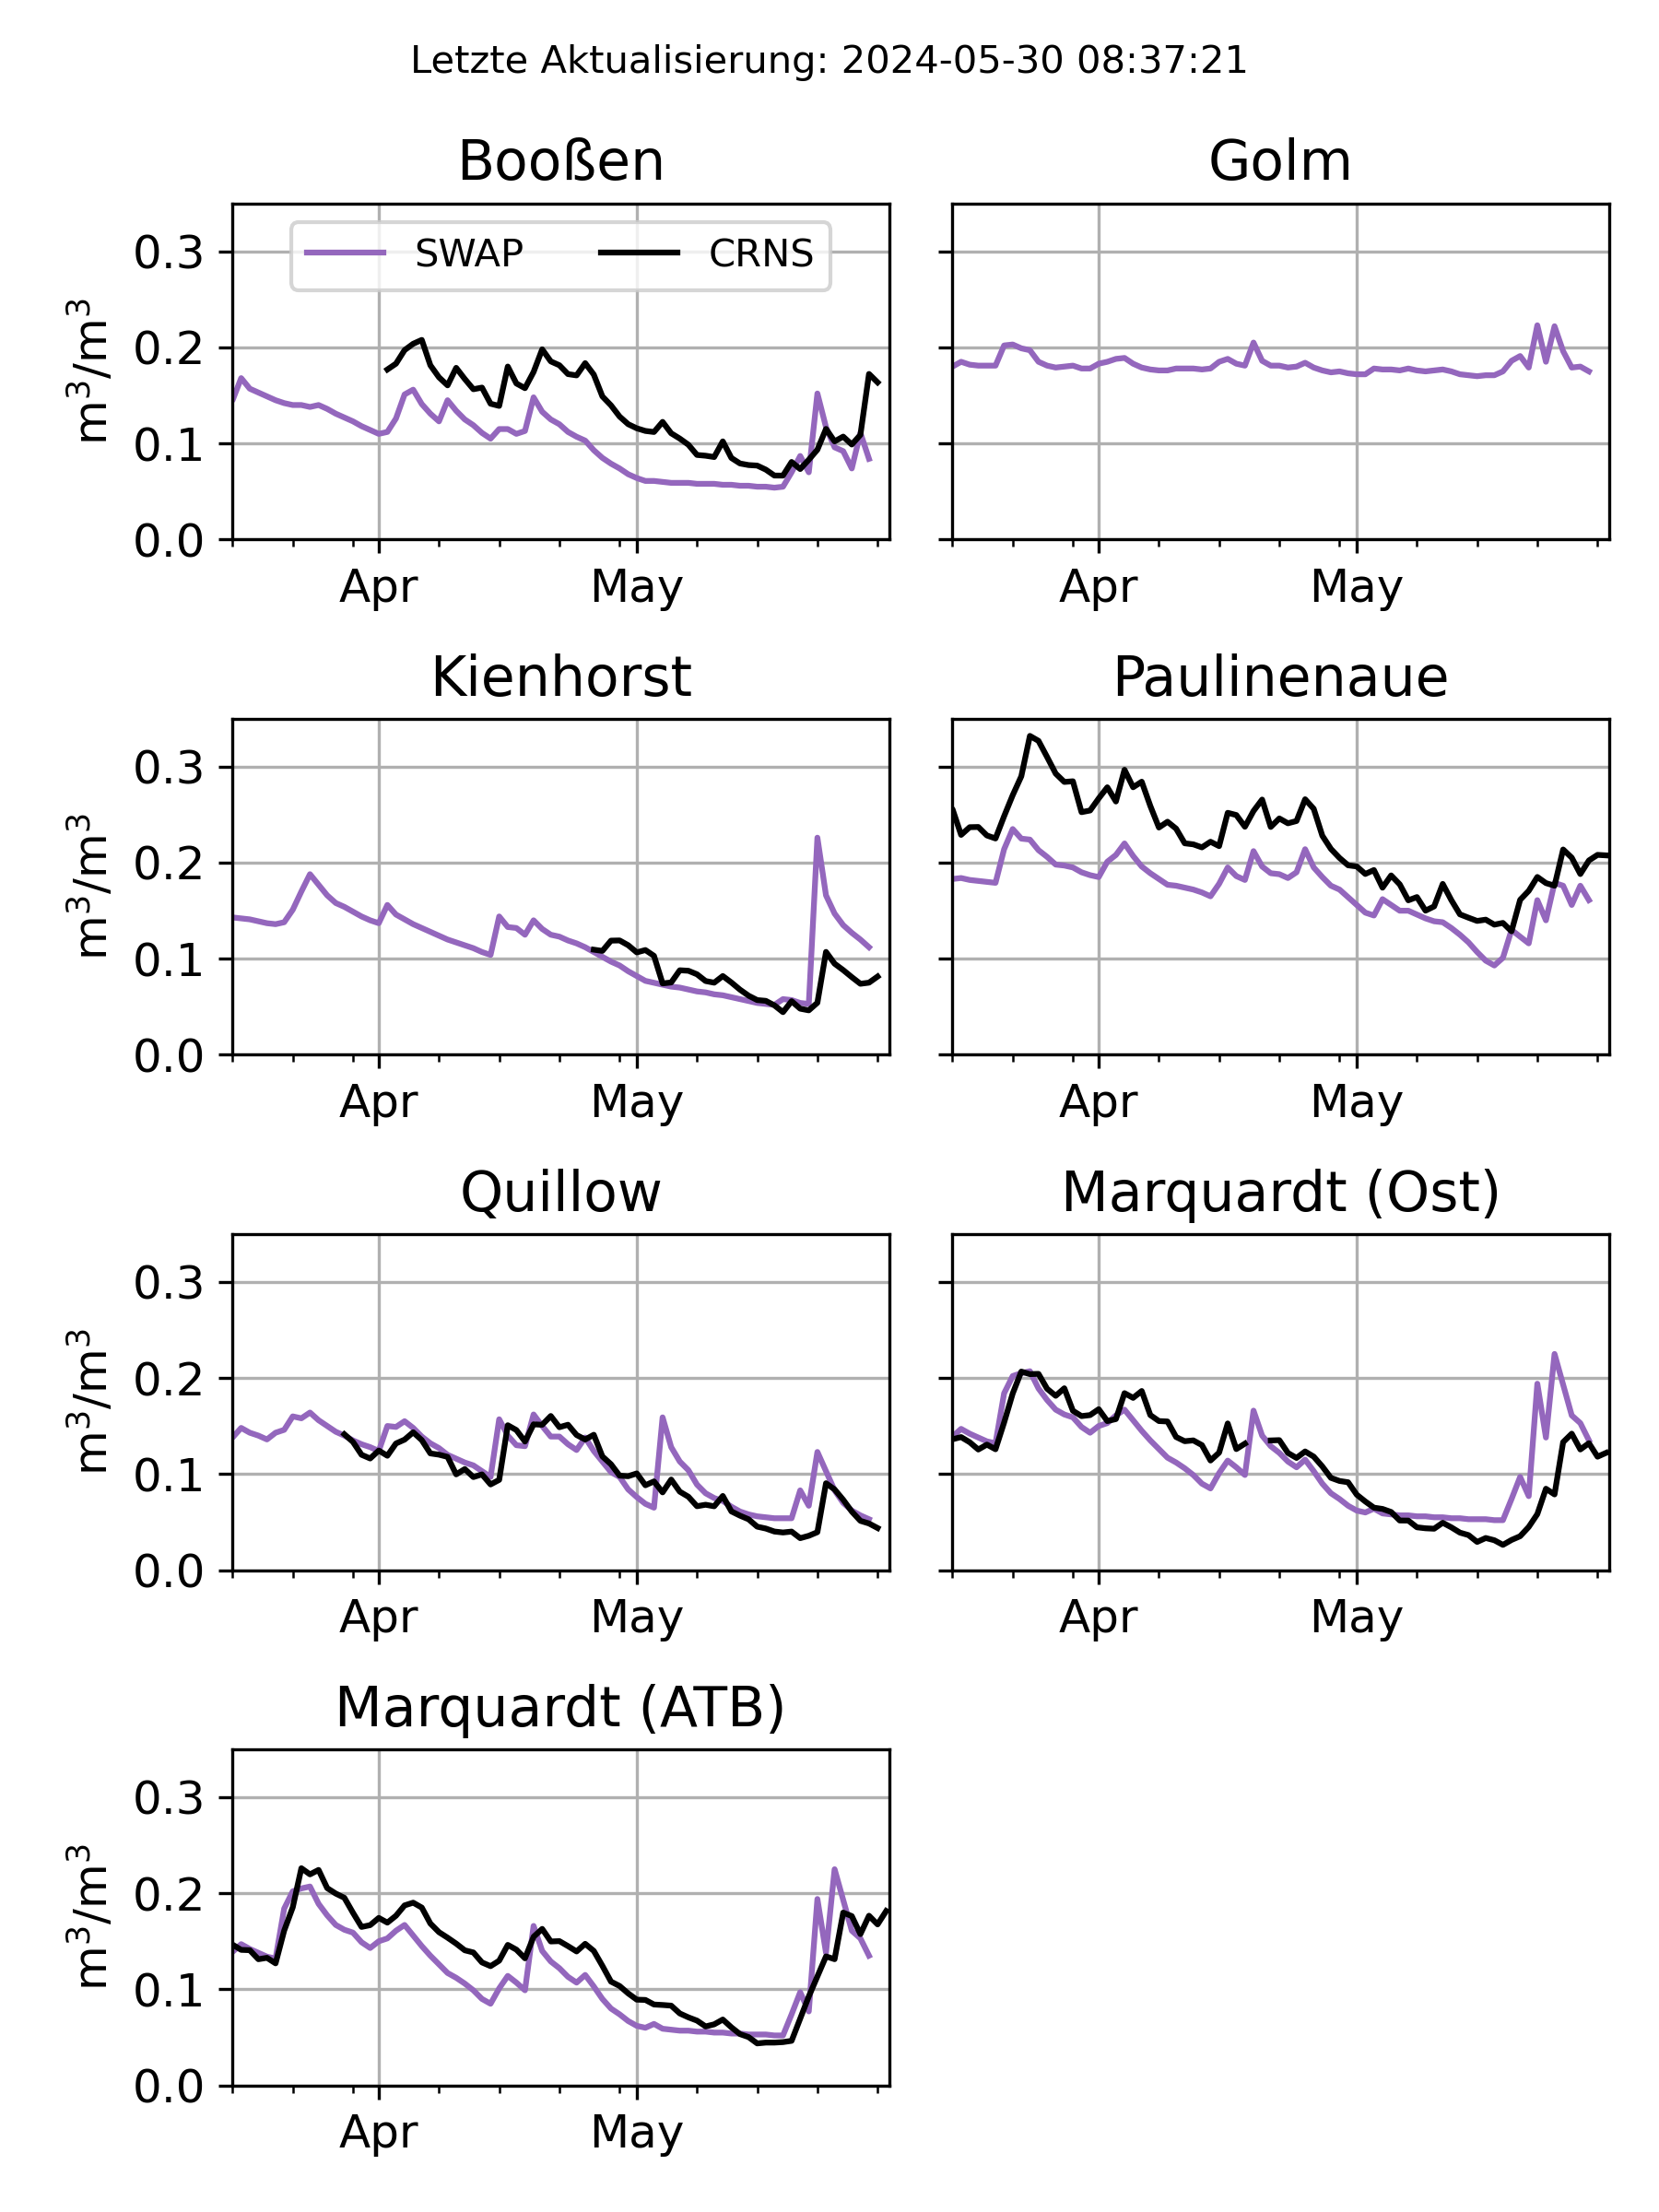 Letzte Aktualisierung: 2024-05-30 08:37:21
Booßen
SWAP CRNS
0.3
0.2
0.1
0.0
m³/m³
Apr May
Golm
Apr May
Kienhorst
0.3
0.2
0.1
0.0
m³/m³
Apr May
Paulinenaue
Apr May
Quillow
0.3
0.2
0.1
0.0
m³/m³
Apr May
Marquardt (Ost)
Apr May
Marquardt (ATB)
0.3
0.2
0.1
0.0
m³/m³
Apr May